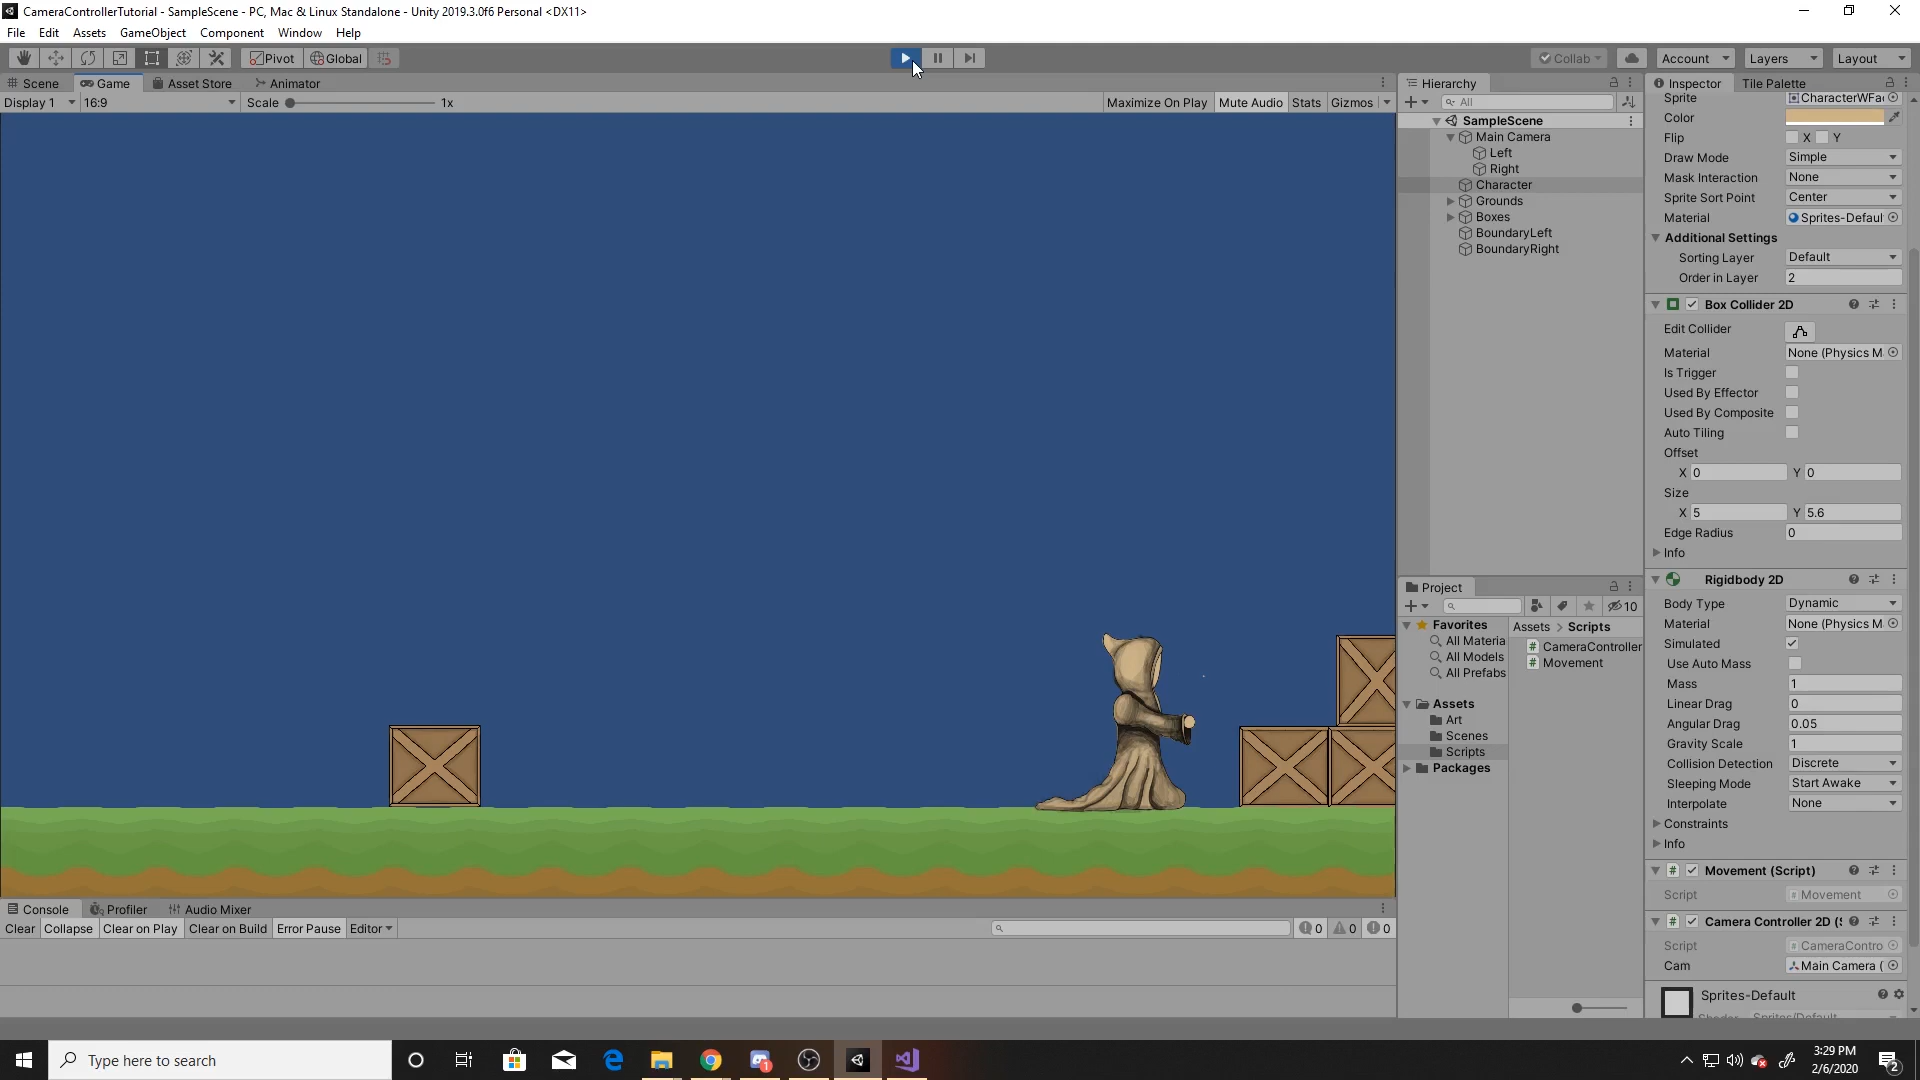 CameraControllerTutorial - SampleScene - PC, Mac & Linux Standalone - Unity 2019.3.0f6 Personal <DX11>
File Edit Assets GameObject Component Window Help
Pivot Global Collab Account Layers Layout
Scene Game Asset Store Animator
Display 1 16:9 Scale 1x Maximize On Play Mute Audio Stats Gizmos
Hierarchy
All
SampleScene
Main Camera
Left
Right
Character
Grounds
Boxes
BoundaryLeft
BoundaryRight
Project
10
Favorites
All Materia
All Models
All Prefabs
Assets
Art
Scenes
Scripts
Packages
Assets > Scripts
CameraController
Movement
Inspector Tile Palette
Sprite CharacterWFac
Color
Flip X Y
Draw Mode Simple
Mask Interaction None
Sprite Sort Point Center
Material Sprites-Defaul
Additional Settings
Sorting Layer Default
Order in Layer 2
Box Collider 2D
Edit Collider
Material None (Physics M
Is Trigger
Used By Effector
Used By Composite
Auto Tiling
Offset
X 0 Y 0
Size
X 5 Y 5.6
Edge Radius 0
Info
Rigidbody 2D
Body Type Dynamic
Material None (Physics M
Simulated
Use Auto Mass
Mass 1
Linear Drag 0
Angular Drag 0.05
Gravity Scale 1
Collision Detection Discrete
Sleeping Mode Start Awake
Interpolate None
Constraints
Info
Movement (Script)
Script Movement
Camera Controller 2D (S
Script CameraContro
Cam Main Camera (
Sprites-Default
Shader Sprites/Default
Console Profiler Audio Mixer
Clear Collapse Clear on Play Clear on Build Error Pause Editor 0 0 0
Type here to search
1
3:29 PM
2/6/2020
2